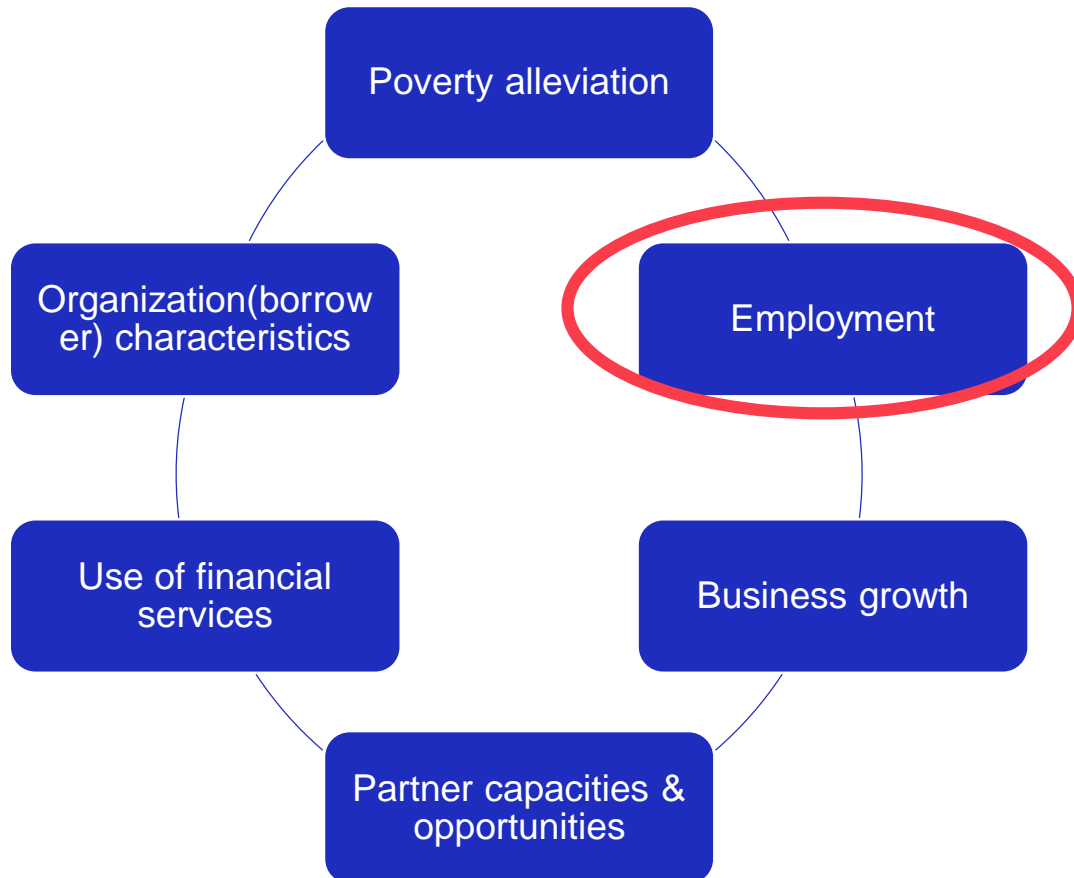 Poverty alleviation
Organization(borrow
er) characteristics
Employment
Use of financial
services
Business growth
Partner capacities &
opportunities